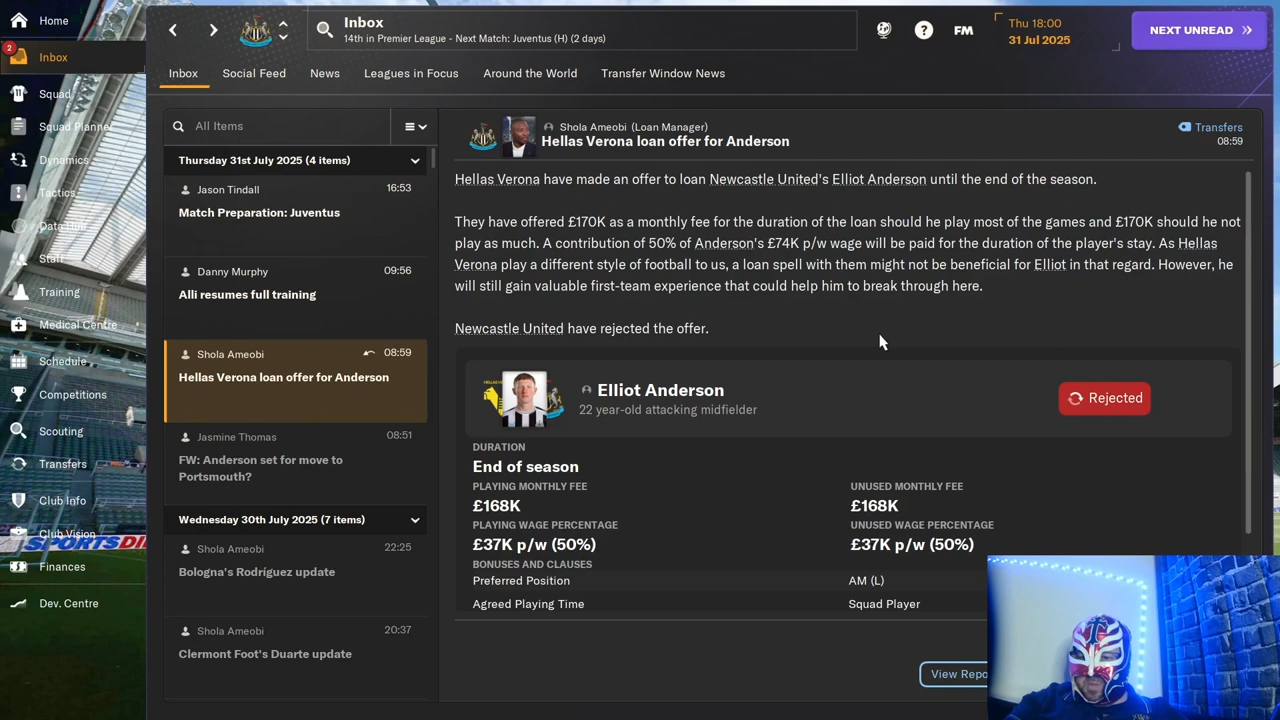 Home
2
Inbox
Squad
Squad Planner
Dynamics
Tactics
Data Hub
Staff
Training
Medical Centre
Schedule
Competitions
Scouting
Transfers
Club Info
Club Vision
Finances
Dev. Centre
SPORTS DI
Inbox
14th in Premier League - Next Match: Juventus (H) (2 days)
?
FM
Thu 18:00
31 Jul 2025
NEXT UNREAD
Inbox
Social Feed
News
Leagues in Focus
Around the World
Transfer Window News
All Items
Thursday 31st July 2025 (4 items)
Jason Tindall 16:53
Match Preparation: Juventus
Danny Murphy 09:56
Alli resumes full training
Shola Ameobi 08:59
Hellas Verona loan offer for Anderson
Jasmine Thomas 08:51
FW: Anderson set for move to
Portsmouth?
Wednesday 30th July 2025 (7 items)
Shola Ameobi 22:25
Bologna's Rodríguez update
Shola Ameobi 20:37
Clermont Foot's Duarte update
Shola Ameobi (Loan Manager)
Hellas Verona loan offer for Anderson
Transfers
08:59
Hellas Verona have made an offer to loan Newcastle United's Elliot Anderson until the end of the season.
They have offered £170K as a monthly fee for the duration of the loan should he play most of the games and £170K should he not
play as much. A contribution of 50% of Anderson's £74K p/w wage will be paid for the duration of the player's stay. As Hellas
Verona play a different style of football to us, a loan spell with them might not be beneficial for Elliot in that regard. However, he
will still gain valuable first-team experience that could help him to break through here.
Newcastle United have rejected the offer.
Elliot Anderson
22 year-old attacking midfielder
Rejected
DURATION
End of season
PLAYING MONTHLY FEE UNUSED MONTHLY FEE
£168K £168K
PLAYING WAGE PERCENTAGE UNUSED WAGE PERCENTAGE
£37K p/w (50%) £37K p/w (50%)
BONUSES AND CLAUSES
Preferred Position AM (L)
Agreed Playing Time Squad Player
View Repo